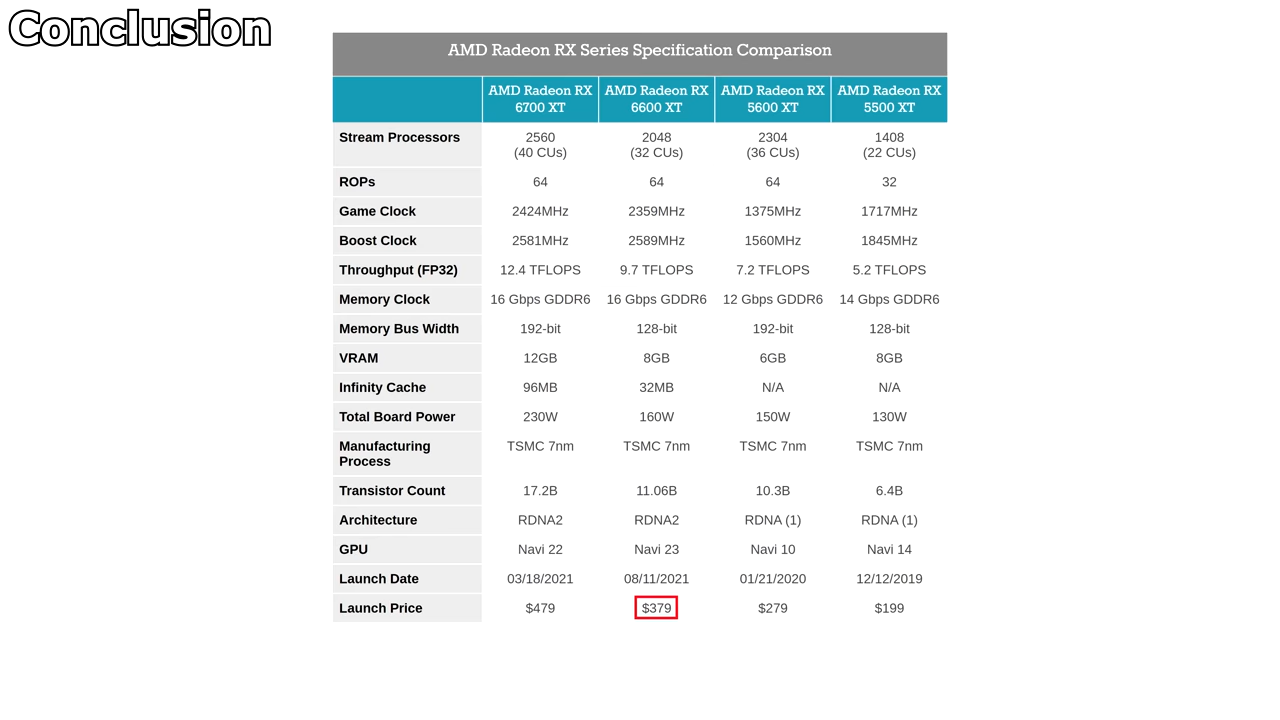 Conclusion
AMD Radeon RX Series Specification Comparison
AMD Radeon RX AMD Radeon RX AMD Radeon RX AMD Radeon RX
6700 XT 6600 XT 5600 XT 5500 XT
Stream Processors 2560 2048 2304 1408
(40 CUs) (32 CUs) (36 CUs) (22 CUs)
ROPs 64 64 64 32
Game Clock 2424MHz 2359MHz 1375MHz 1717MHz
Boost Clock 2581MHz 2589MHz 1560MHz 1845MHz
Throughput (FP32) 12.4 TFLOPS 9.7 TFLOPS 7.2 TFLOPS 5.2 TFLOPS
Memory Clock 16 Gbps GDDR6 16 Gbps GDDR6 12 Gbps GDDR6 14 Gbps GDDR6
Memory Bus Width 192-bit 128-bit 192-bit 128-bit
VRAM 12GB 8GB 6GB 8GB
Infinity Cache 96MB 32MB N/A N/A
Total Board Power 230W 160W 150W 130W
Manufacturing TSMC 7nm TSMC 7nm TSMC 7nm TSMC 7nm
Process
Transistor Count 17.2B 11.06B 10.3B 6.4B
Architecture RDNA2 RDNA2 RDNA (1) RDNA (1)
GPU Navi 22 Navi 23 Navi 10 Navi 14
Launch Date 03/18/2021 08/11/2021 01/21/2020 12/12/2019
Launch Price $479 $379 $279 $199